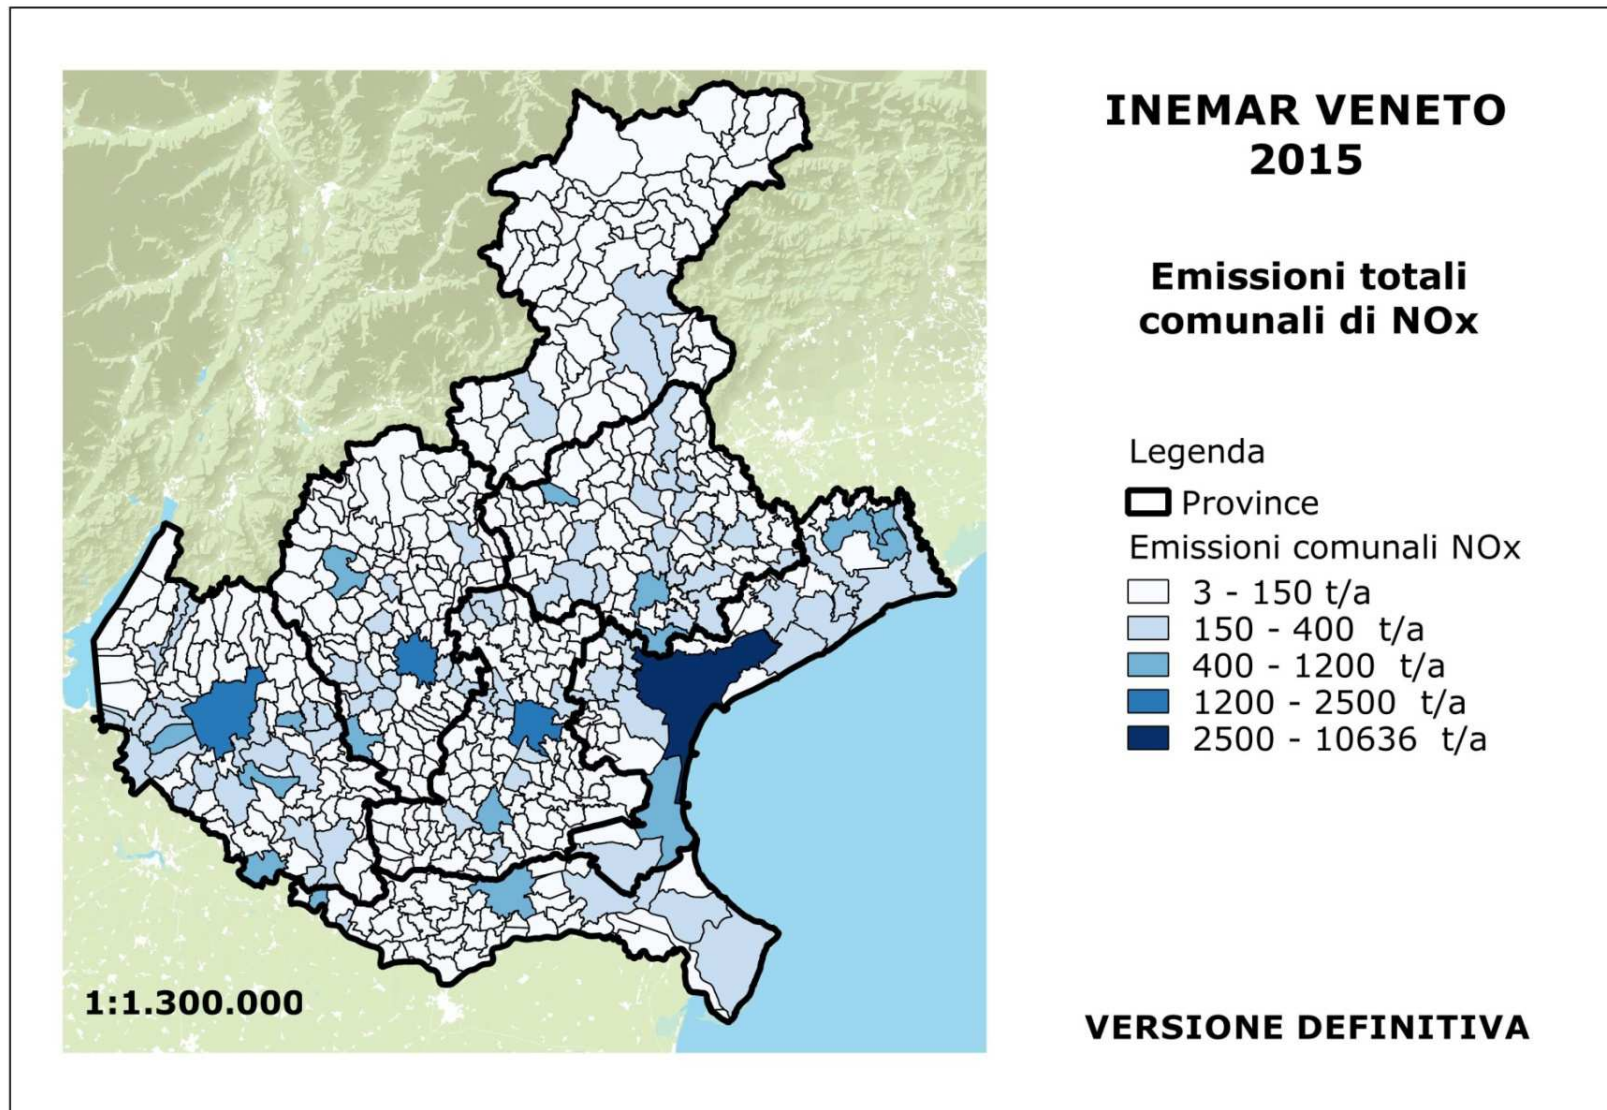 INEMAR VENETO
2015
Emissioni totali
comunali di NOx
Legenda
Province
Emissioni comunali NOx
3 - 150 t/a
150 - 400 t/a
400 - 1200 t/a
1200 - 2500 t/a
2500 - 10636 t/a
1:1.300.000
VERSIONE DEFINITIVA